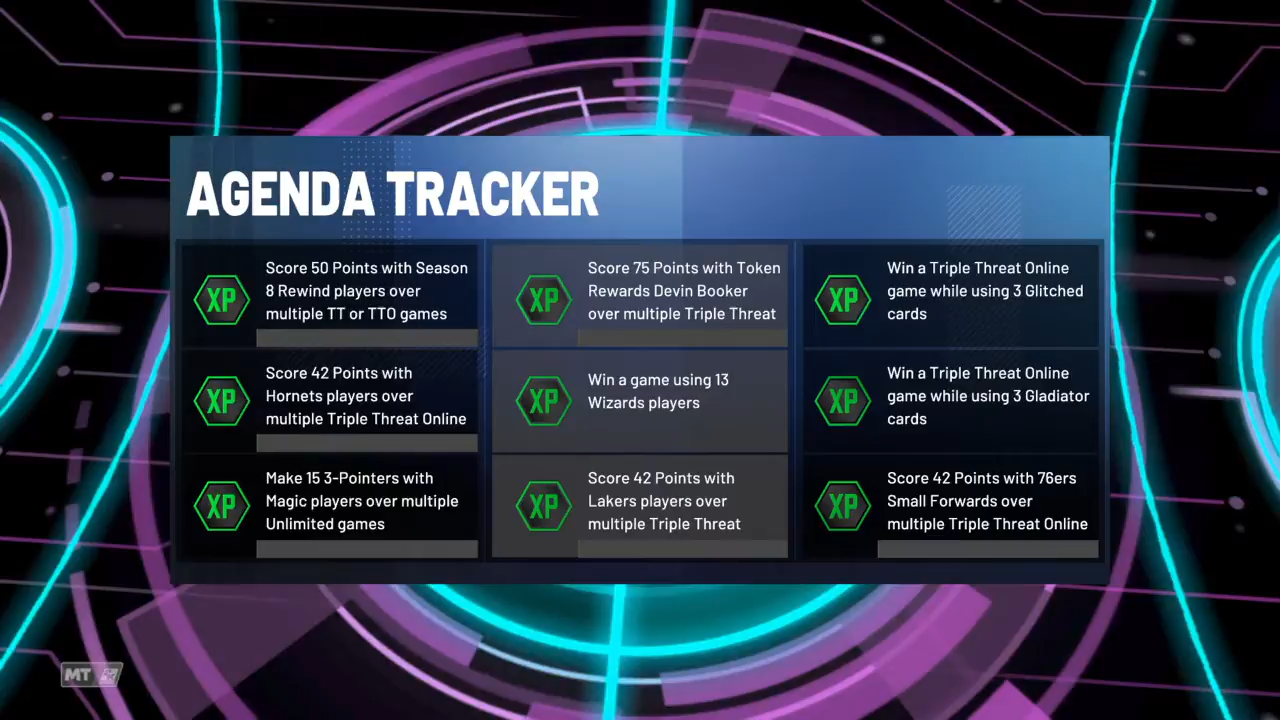 AGENDA TRACKER
XP
Score 50 Points with Season
8 Rewind players over
multiple TT or TTO games
XP
Score 75 Points with Token
Rewards Devin Booker
over multiple Triple Threat
XP
Win a Triple Threat Online
game while using 3 Glitched
cards
XP
Score 42 Points with
Hornets players over
multiple Triple Threat Online
XP
Win a game using 13
Wizards players
XP
Win a Triple Threat Online
game while using 3 Gladiator
cards
XP
Make 15 3-Pointers with
Magic players over multiple
Unlimited games
XP
Score 42 Points with
Lakers players over
multiple Triple Threat
XP
Score 42 Points with 76ers
Small Forwards over
multiple Triple Threat Online
MT